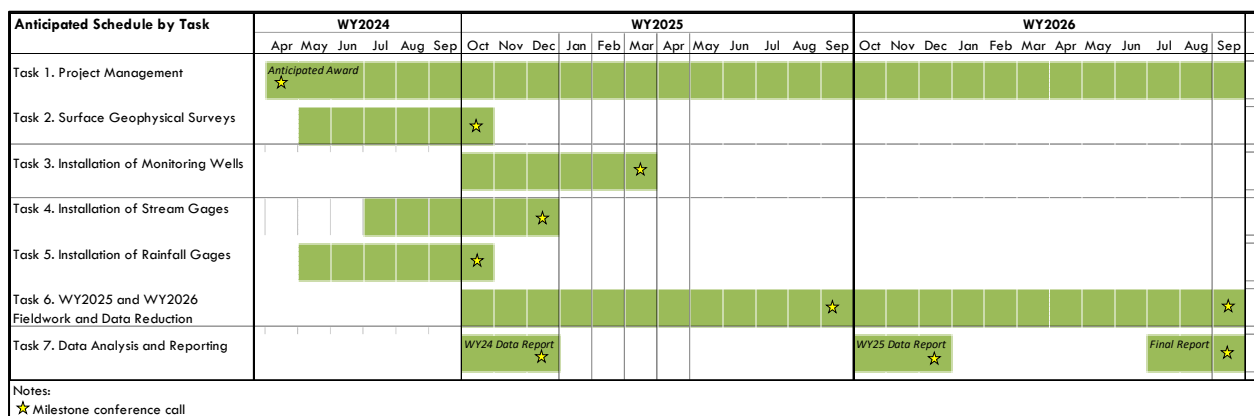 Anticipated Schedule by Task WY2024 WY2025 WY2026
Apr May Jun Jul Aug Sep Oct Nov Dec Jan Feb Mar Apr May Jun Jul Aug Sep Oct Nov Dec Jan Feb Mar Apr May Jun Jul Aug Sep
Task 1. Project Management Anticipated Award
Task 2. Surface Geophysical Surveys
Task 3. Installation of Monitoring Wells
Task 4. Installation of Stream Gages
Task 5. Installation of Rainfall Gages
Task 6. WY2025 and WY2026
Fieldwork and Data Reduction
Task 7. Data Analysis and Reporting WY24 Data Report WY25 Data Report Final Report
Notes:
Milestone conference call